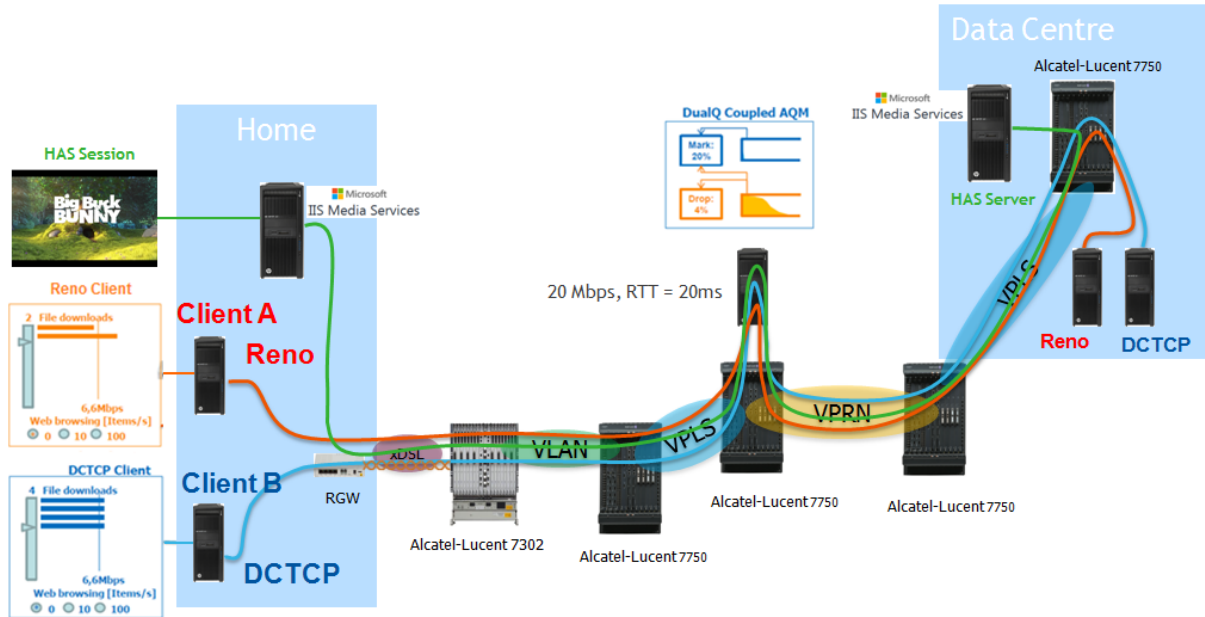 Data Centre
Alcatel-Lucent 7750
Microsoft
IIS Media Services
HAS Server
Reno
DCTCP
DualQ Coupled AQM
Mark:
20%
Drop:
4%
20 Mbps, RTT = 20ms
Home
HAS Session
Big Buck
BUNNY
Microsoft
IIS Media Services
Reno Client
2 File downloads
6,6Mbps
Web browsing [Items/s]
0 10 100
Client A
Reno
DCTCP Client
4 File downloads
6,6Mbps
Web browsing [Items/s]
0 10 100
Client B
DCTCP
RGW
xDSL
Alcatel-Lucent 7302
VLAN
Alcatel-Lucent 7750
VPLS
Alcatel-Lucent 7750
VPRN
Alcatel-Lucent 7750
VPLS